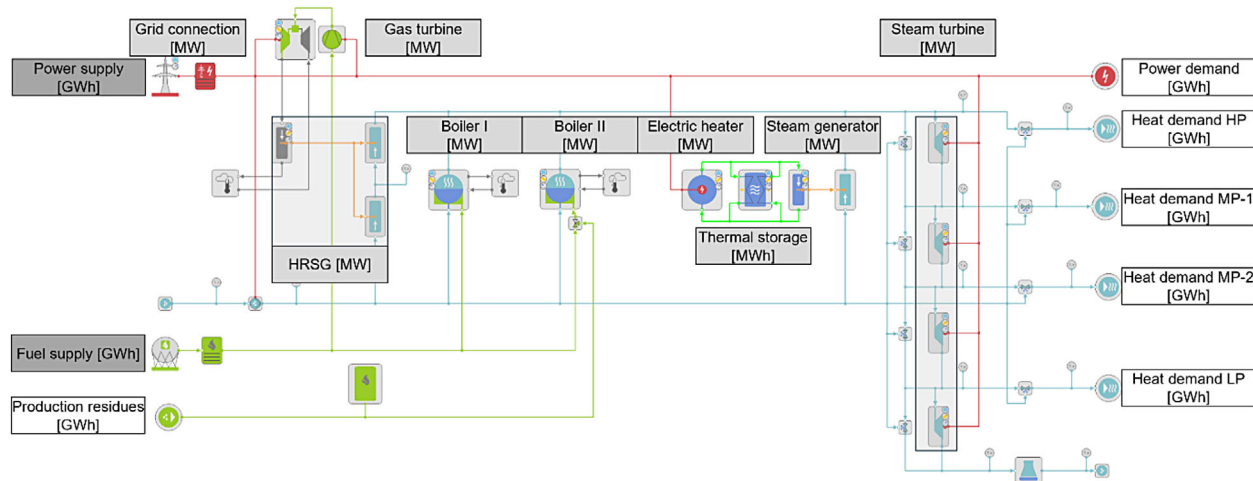 Grid connection
[MW]
Gas turbine
[MW]
Steam turbine
[MW]
Power supply
[GWh]
Power demand
[GWh]
Heat demand HP
[GWh]
Boiler I
[MW]
Boiler II
[MW]
Electric heater
[MW]
Steam generator
[MW]
Heat demand MP-1
[GWh]
Thermal storage
[MWh]
HRSG [MW]
Heat demand MP-2
[GWh]
Fuel supply [GWh]
Heat demand LP
[GWh]
Production residues
[GWh]